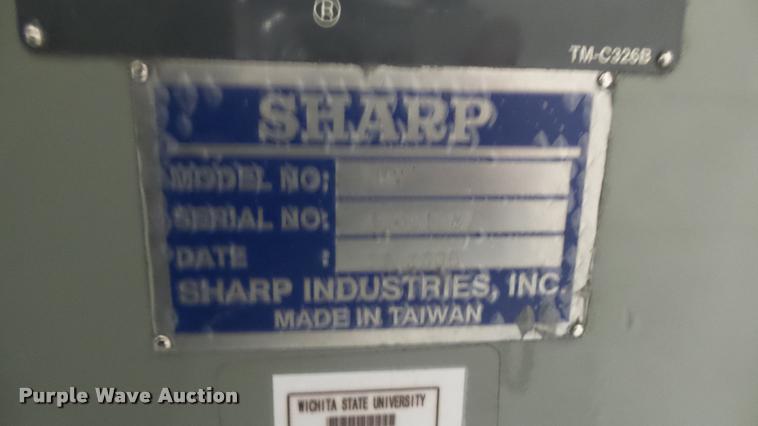 TM-C326B
SHARP
MODEL NO:
SERIAL NO:
DATE :
SHARP INDUSTRIES, INC.
MADE IN TAIWAN
WICHITA STATE UNIVERSITY
Purple Wave Auction®